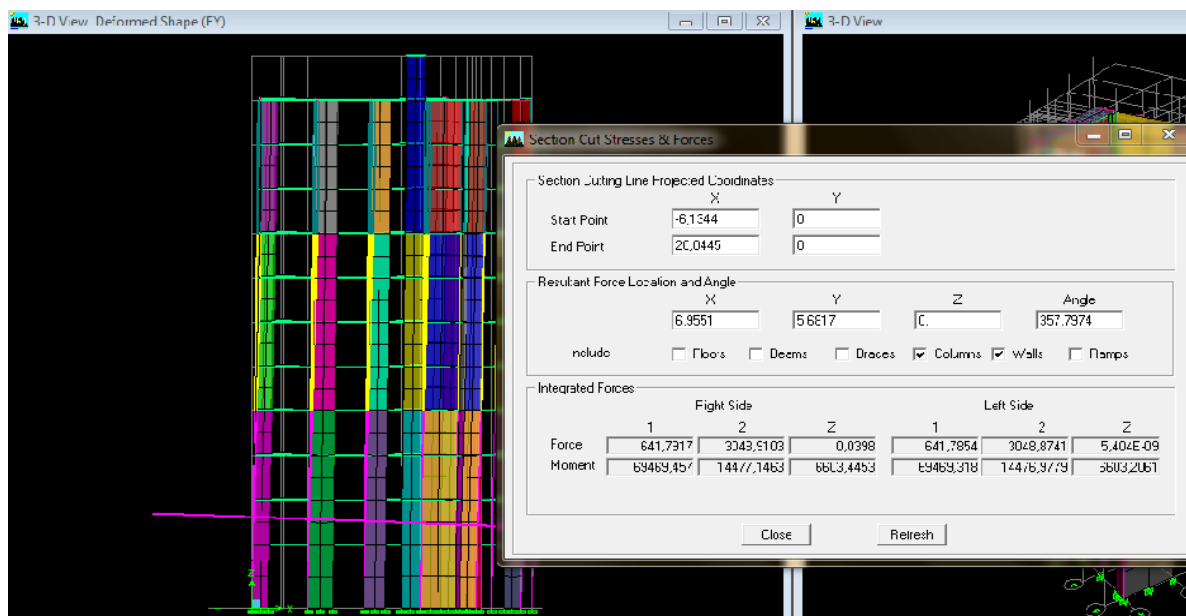 3-D View Deformed Shape (EY)
3-D View
Section Cut Stresses & Forces
Section Cutting Line Projected Coordinates
X Y
Start Point -6,1344 0
End Point 20,0445 0
Resultant Force Location and Angle
X Y Z Angle
6,9551 5,6817 0, 357,7974
Include Floors Beams Braces Columns Walls Ramps
Integrated Forces
Right Side Left Side
1 2 Z 1 2 Z
Force 641,7917 3048,9103 0,0398 641,7854 3048,8741 5,404E-09
Moment 69469,457 14477,1463 6603,4453 69469,318 14476,9779 6603,2061
Close Refresh
Z
X